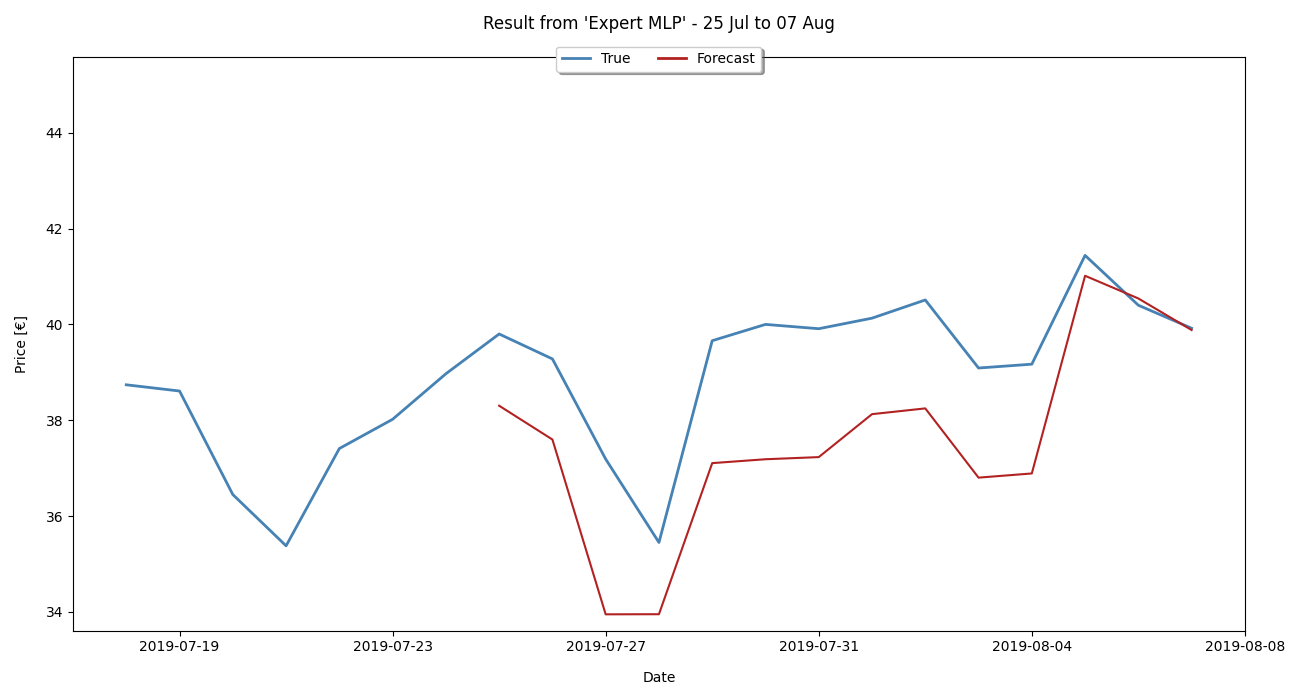 Result from 'Expert MLP' - 25 Jul to 07 Aug
True Forecast
44
42
40
38
36
34
Price [€]
2019-07-19 2019-07-23 2019-07-27 2019-07-31 2019-08-04 2019-08-08
Date